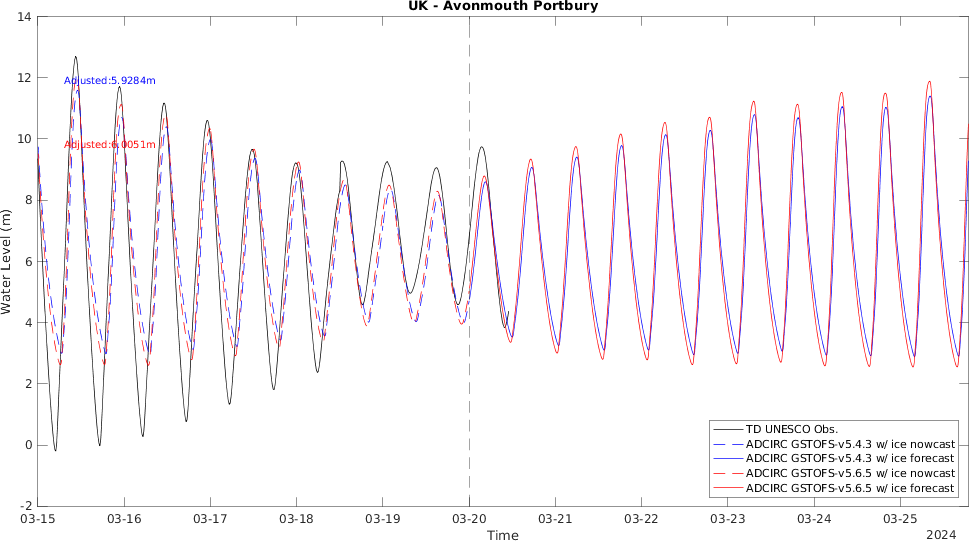 UK - Avonmouth Portbury
14
12
10
8
6
4
2
0
-2
Water Level (m)
Adjusted:5.9284m
Adjusted:6.0051m
TD UNESCO Obs.
ADCIRC GSTOFS-v5.4.3 w/ ice nowcast
ADCIRC GSTOFS-v5.4.3 w/ ice forecast
ADCIRC GSTOFS-v5.6.5 w/ ice nowcast
ADCIRC GSTOFS-v5.6.5 w/ ice forecast
03-15 03-16 03-17 03-18 03-19 03-20 03-21 03-22 03-23 03-24 03-25
Time
2024